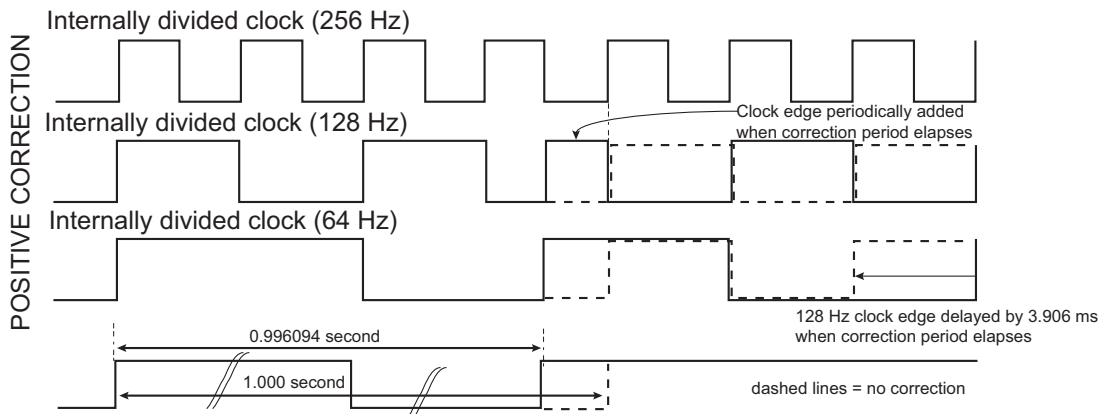 POSITIVE CORRECTION
Internally divided clock (256 Hz)
Clock edge periodically added
when correction period elapses
Internally divided clock (128 Hz)
Internally divided clock (64 Hz)
128 Hz clock edge delayed by 3.906 ms
when correction period elapses
0.996094 second
1.000 second
dashed lines = no correction